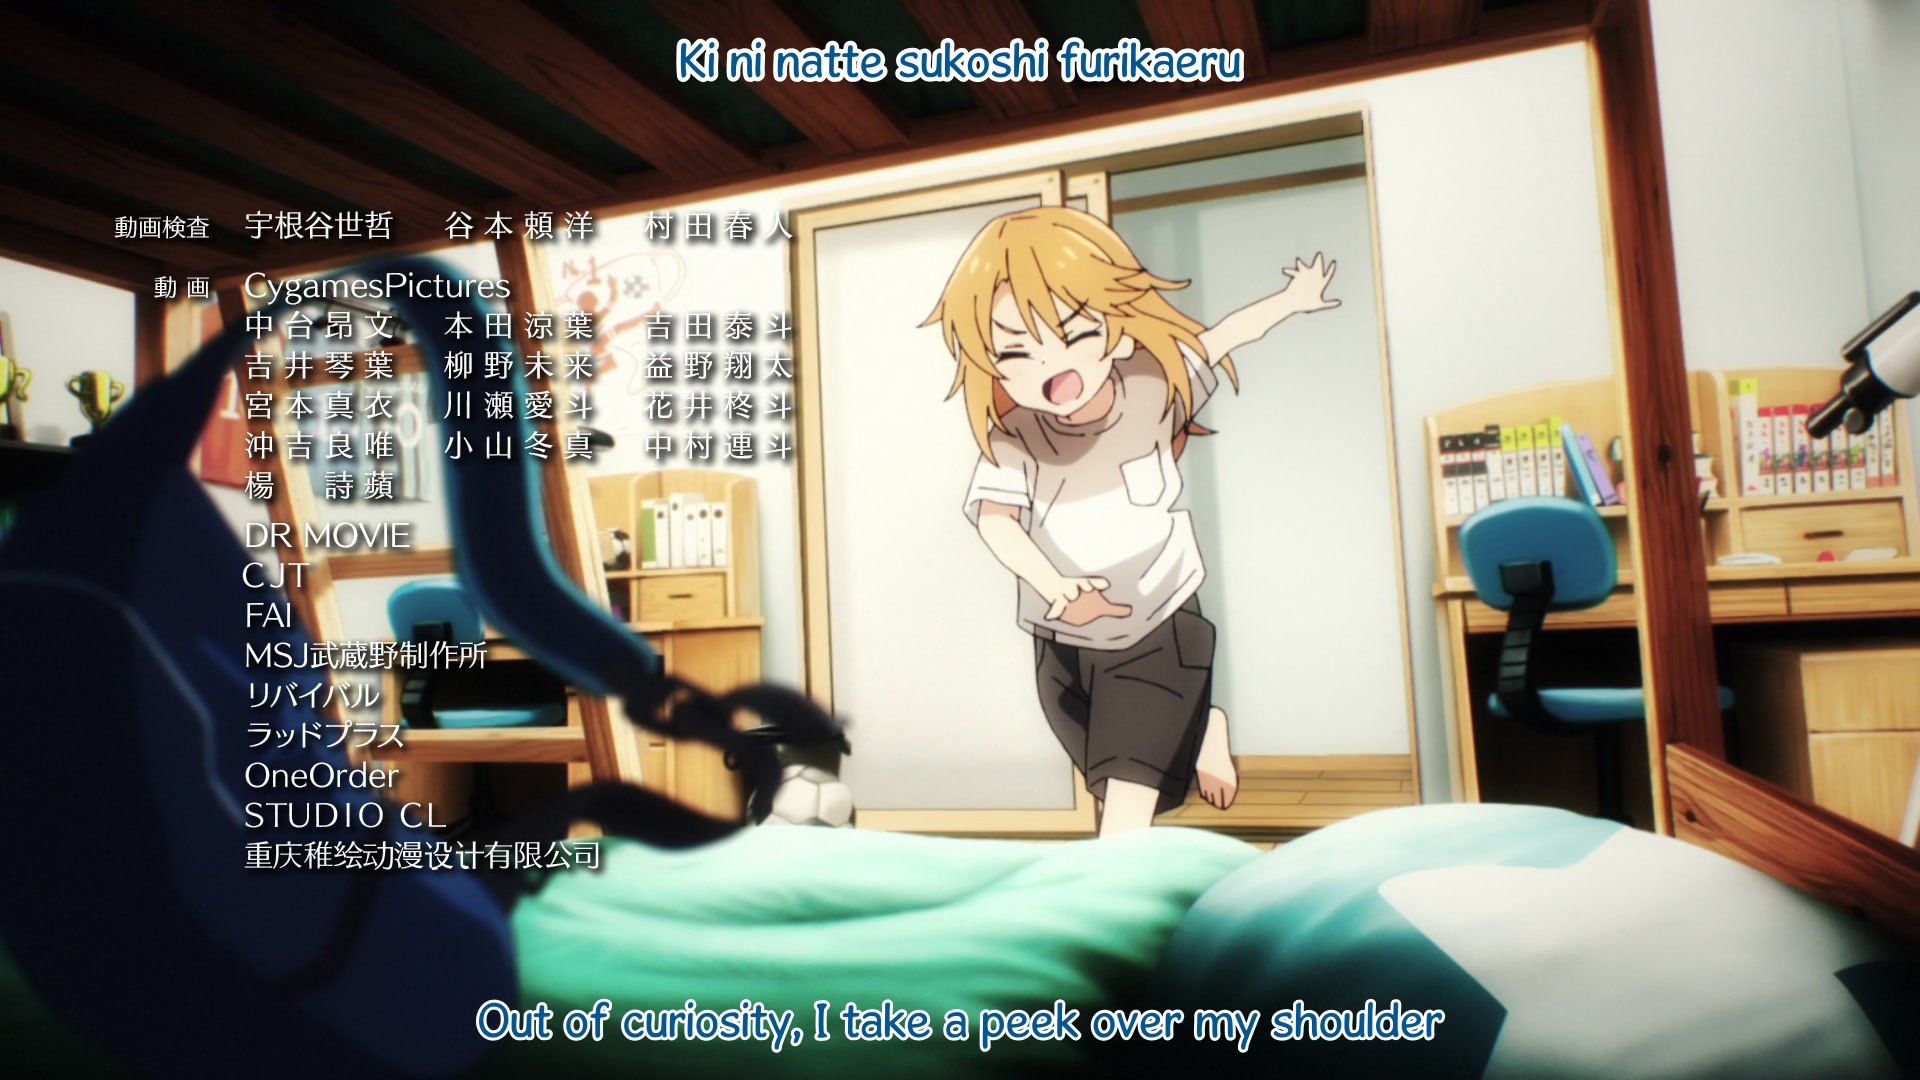 Ki ni natte sukoshi furikaeru
動画検査 宇根谷世哲 谷本頼洋 村田春人
動画 CygamesPictures
中台昂文 本田涼葉 吉田泰斗
吉井琴葉 柳野未来 益野翔太
宮本真衣 川瀬愛斗 花井柊斗
沖吉良唯 小山冬真 中村連斗
楊詩蘋
DR MOVIE
CJT
FAI
MSJ武蔵野制作所
リバイバル
ラッドプラス
OneOrder
STUDIO CL
重庆稚绘动漫设计有限公司
Out of curiosity, I take a peek over my shoulder